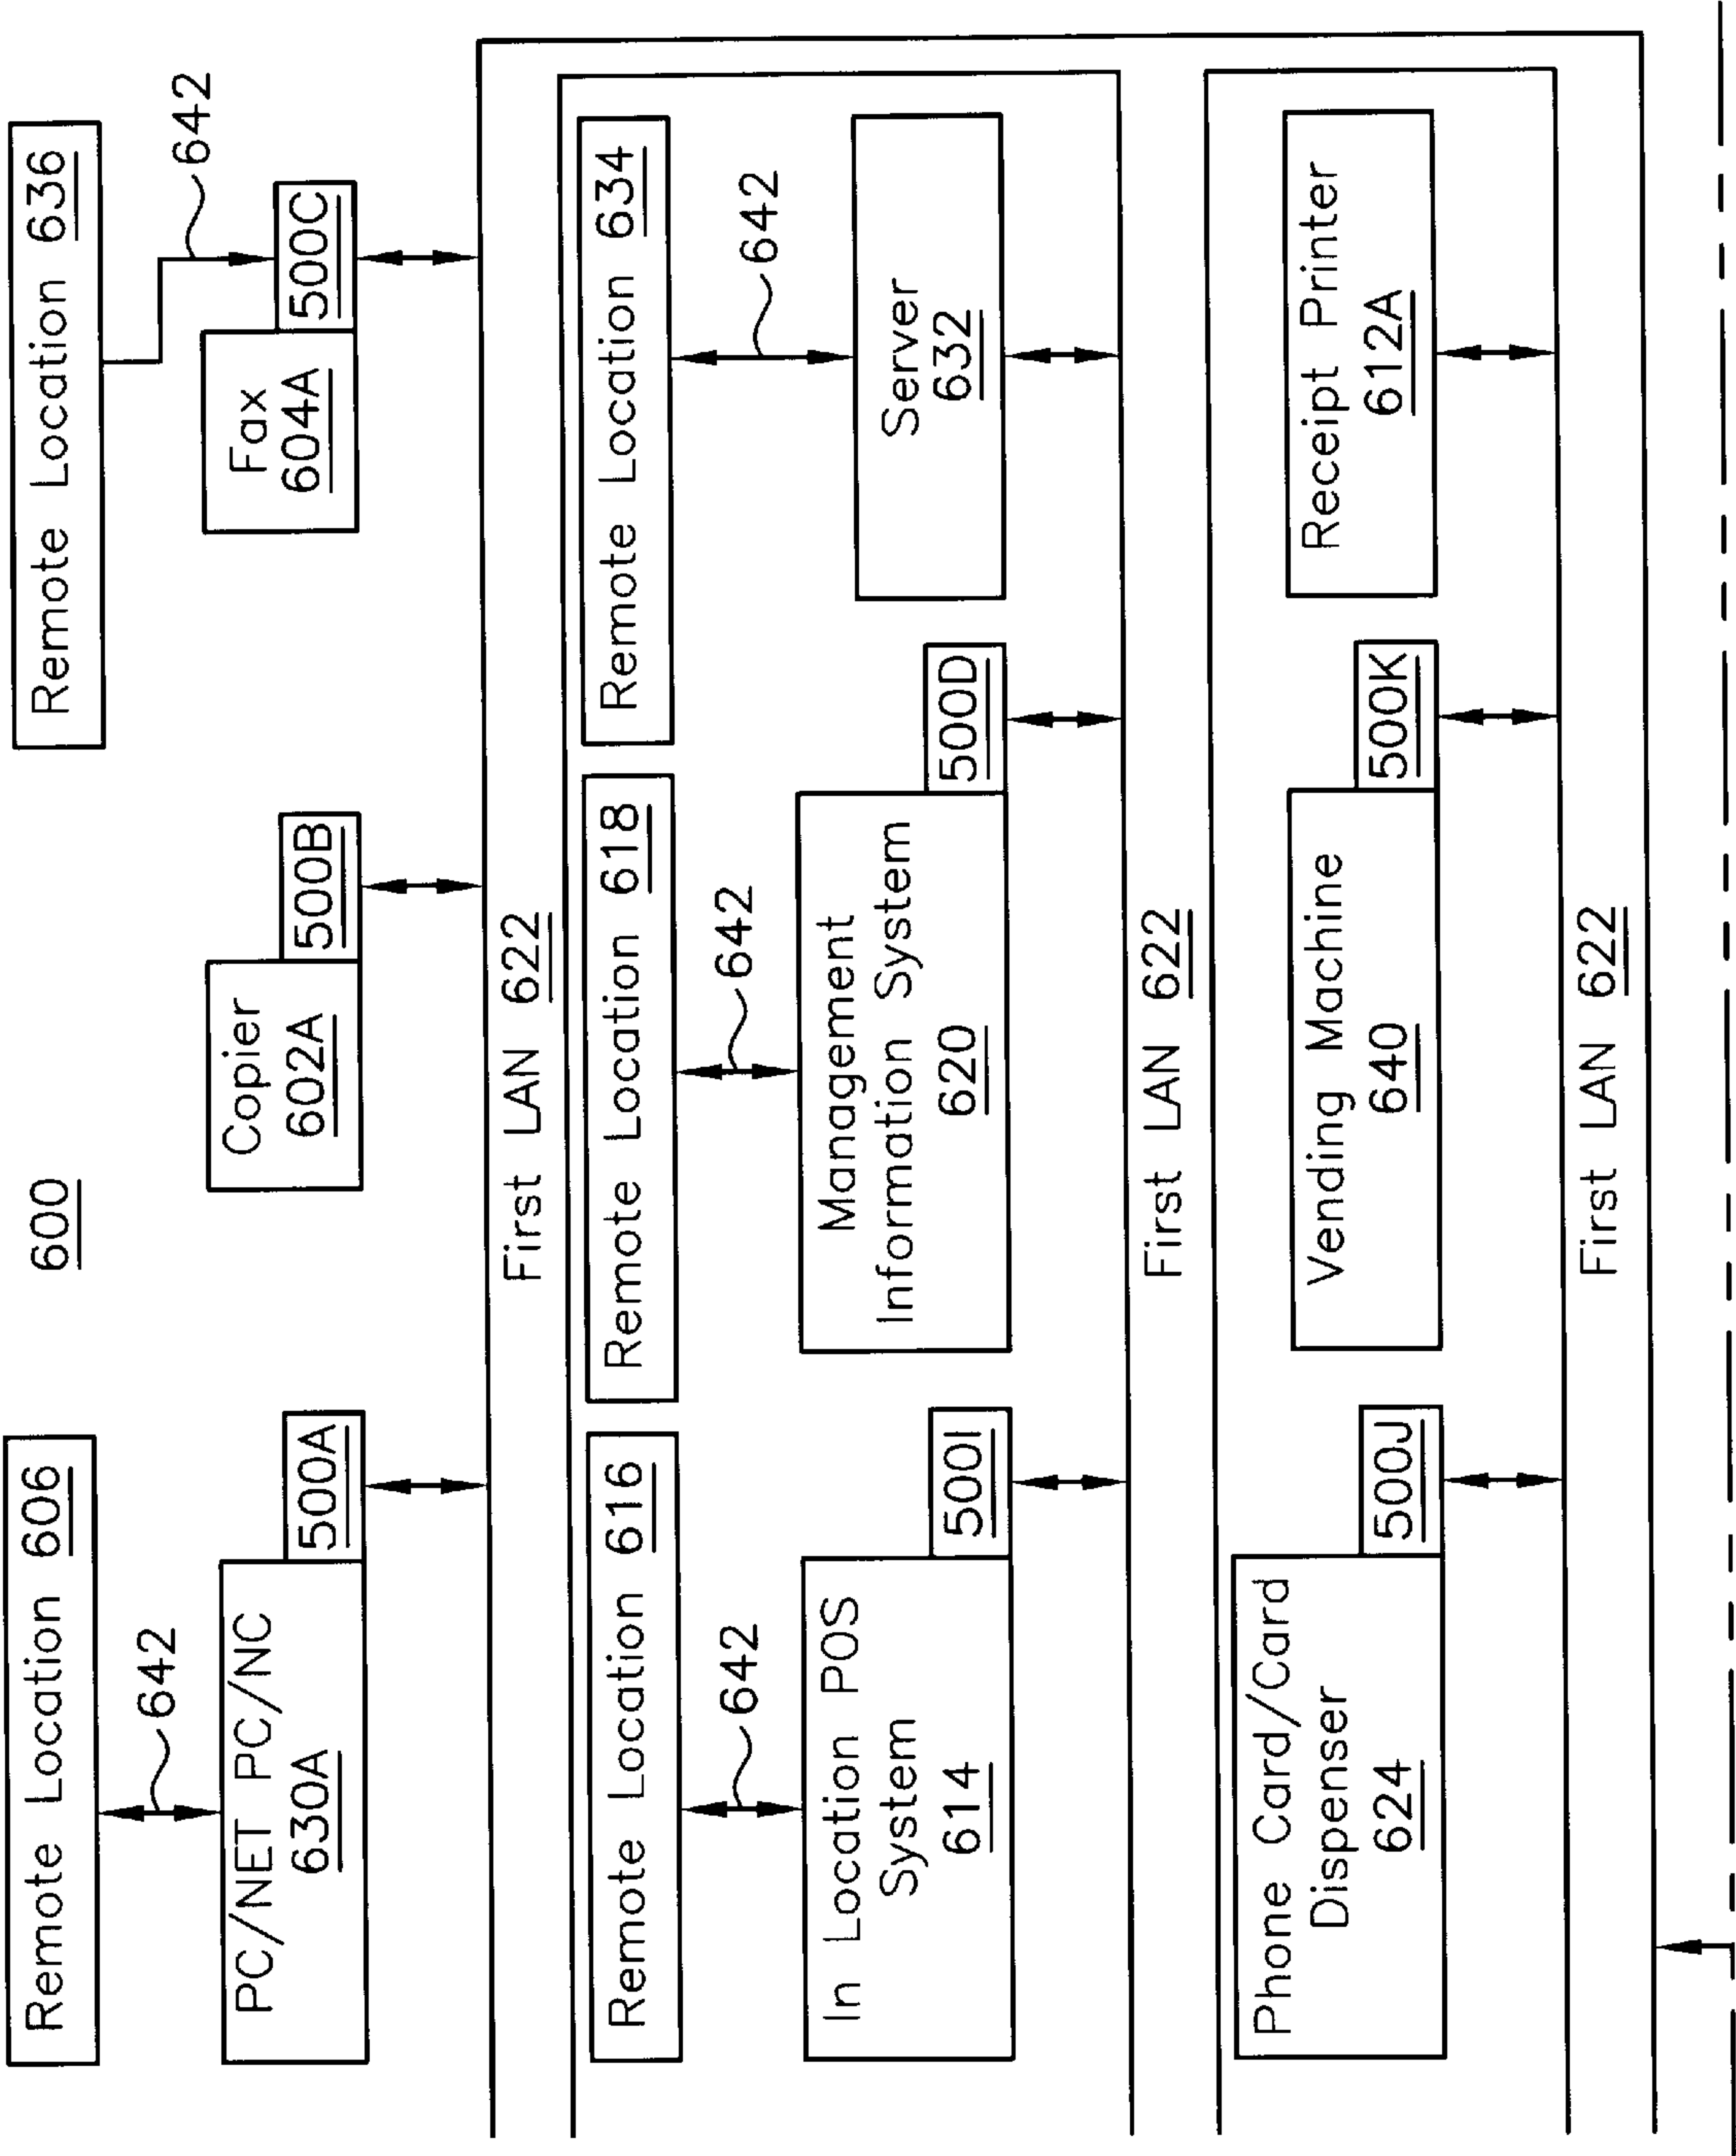 600
Remote Location 606
642
PC/NET PC/NC
630A
500A
Copier
602A
500B
Remote Location 636
642
Fax
604A
500C
First LAN 622
Remote Location 616
642
In Location POS
System
614
500I
Remote Location 618
642
Management
Information System
620
500D
Remote Location 634
642
Server
632
First LAN 622
Phone Card/Card
Dispenser
624
500J
Vending Machine
640
500K
Receipt Printer
612A
First LAN 622